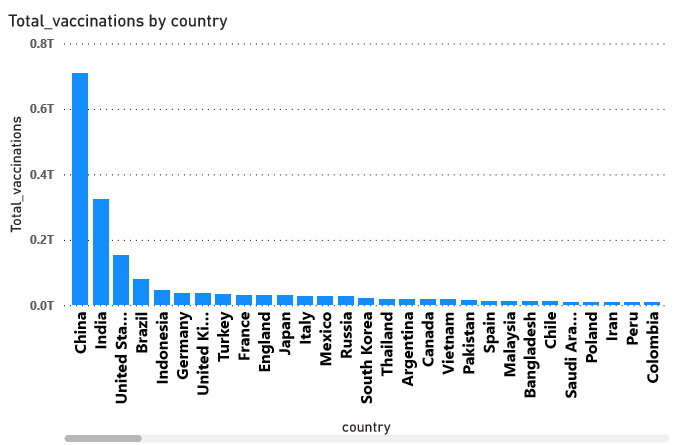 Total_vaccinations by country
0.8T
0.6T
0.4T
0.2T
0.0T
Total_vaccinations
China
India
United Sta...
Brazil
Indonesia
Germany
United Ki...
Turkey
France
England
Japan
Italy
Mexico
Russia
South Korea
Thailand
Argentina
Canada
Vietnam
Pakistan
Spain
Malaysia
Bangladesh
Chile
Saudi Ara...
Poland
Iran
Peru
Colombia
country